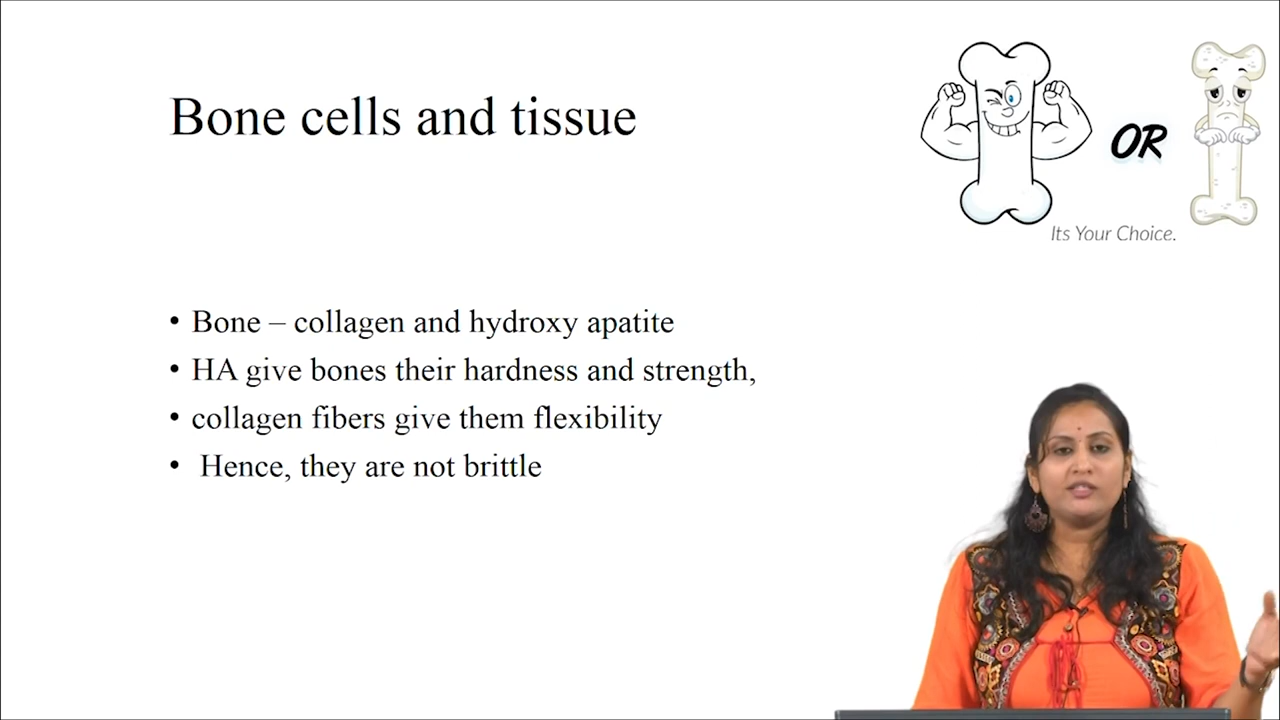 Bone cells and tissue
OR
Its Your Choice.
• Bone – collagen and hydroxy apatite
• HA give bones their hardness and strength,
• collagen fibers give them flexibility
• Hence, they are not brittle